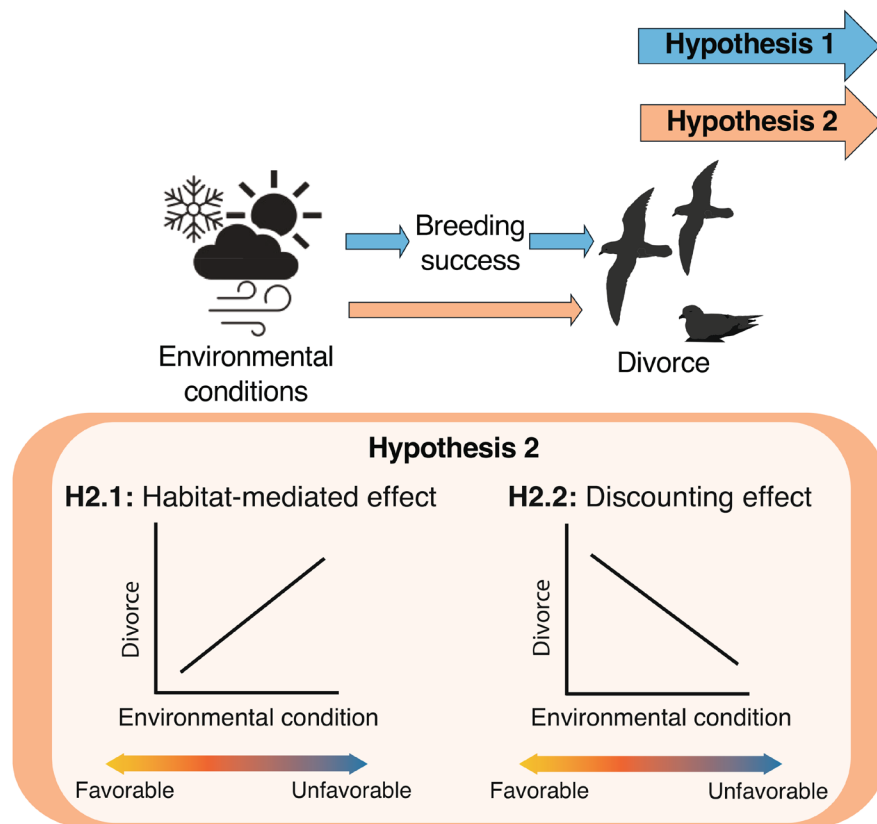 Hypothesis 1
Hypothesis 2
Breeding
success
Environmental
conditions
Divorce
Hypothesis 2
H2.1: Habitat-mediated effect
Divorce
Environmental condition
Favorable
Unfavorable
H2.2: Discounting effect
Divorce
Environmental condition
Favorable
Unfavorable